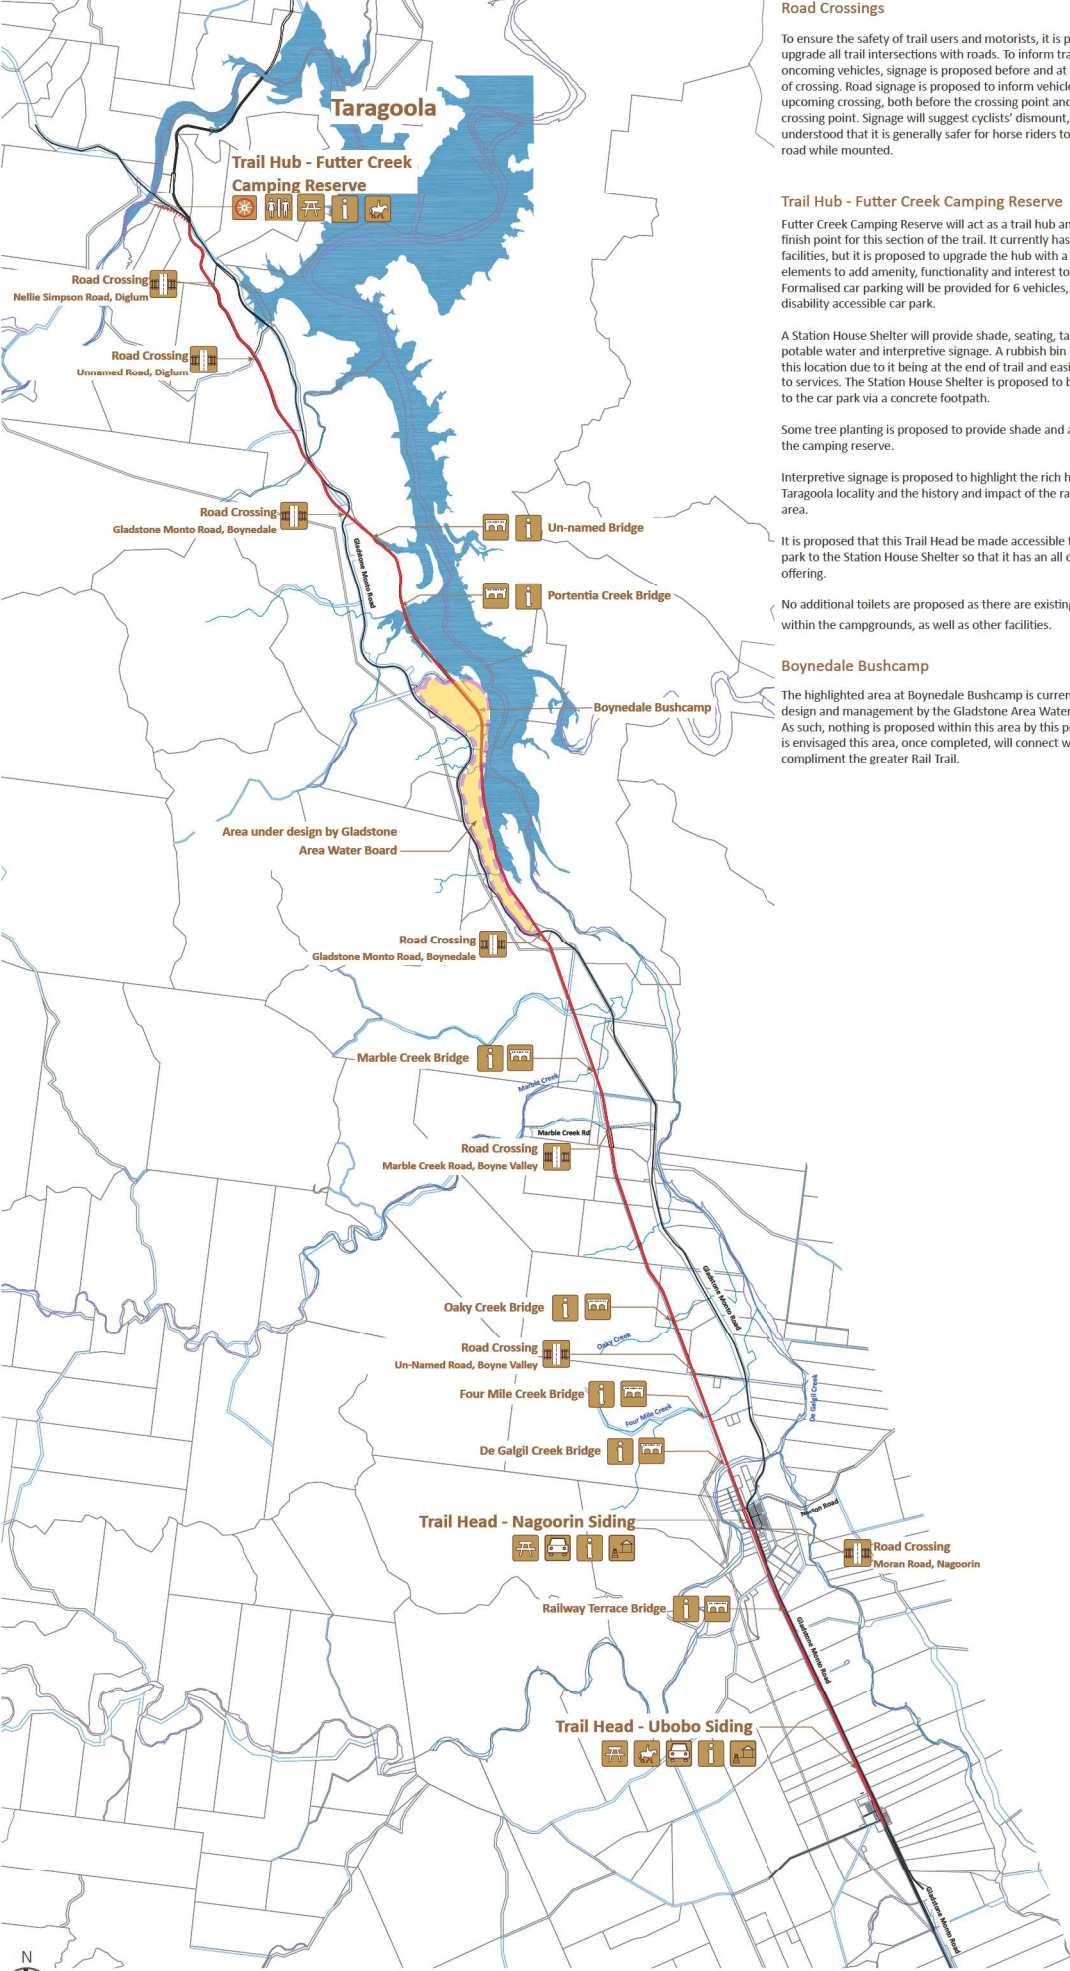 Road Crossings
To ensure the safety of trail users and motorists, it is p
upgrade all trail intersections with roads. To inform tra
oncoming vehicles, signage is proposed before and at
of crossing. Road signage is proposed to inform vehicle
upcoming crossing, both before the crossing point and
crossing point. Signage will suggest cyclists' dismount,
understood that it is generally safer for horse riders to
road while mounted.
Trail Hub - Futter Creek Camping Reserve
Futter Creek Camping Reserve will act as a trail hub an
finish point for this section of the trail. It currently has
facilities, but it is proposed to upgrade the hub with a
elements to add amenity, functionality and interest to
Formalised car parking will be provided for 6 vehicles,
disability accessible car park.
A Station House Shelter will provide shade, seating, ta
potable water and interpretive signage. A rubbish bin
this location due to it being at the end of trail and easi
to services. The Station House Shelter is proposed to b
to the car park via a concrete footpath.
Some tree planting is proposed to provide shade and a
the camping reserve.
Interpretive signage is proposed to highlight the rich h
Taragoola locality and the history and impact of the ra
area.
It is proposed that this Trail Head be made accessible f
park to the Station House Shelter so that it has an all c
offering.
No additional toilets are proposed as there are existing
within the campgrounds, as well as other facilities.
Boynedale Bushcamp
The highlighted area at Boynedale Bushcamp is curren
design and management by the Gladstone Area Water
As such, nothing is proposed within this area by this p
is envisaged this area, once completed, will connect w
compliment the greater Rail Trail.
Taragoola
Trail Hub - Futter Creek
Camping Reserve
Road Crossing
Nellie Simpson Road, Diglum
Road Crossing
Unnamed Road, Diglum
Road Crossing
Gladstone Monto Road, Boynedale
Un-named Bridge
Gladstone Monto Road
Portentia Creek Bridge
Boynedale Bushcamp
Area under design by Gladstone
Area Water Board
Road Crossing
Gladstone Monto Road, Boynedale
Marble Creek Bridge
Marble Creek
Marble Creek Rd
Road Crossing
Marble Creek Road, Boyne Valley
Gladstone Monto Road
Oaky Creek Bridge
Oaky Creek
Road Crossing
Un-Named Road, Boyne Valley
Four Mile Creek Bridge
Four Mile Creek
De Galgil Creek
De Galgil Creek Bridge
Trail Head - Nagoorin Siding
Road Crossing
Moran Road, Nagoorin
Railway Terrace Bridge
Gladstone Monto Road
Trail Head - Ubobo Siding
Gladstone Monto Road
N